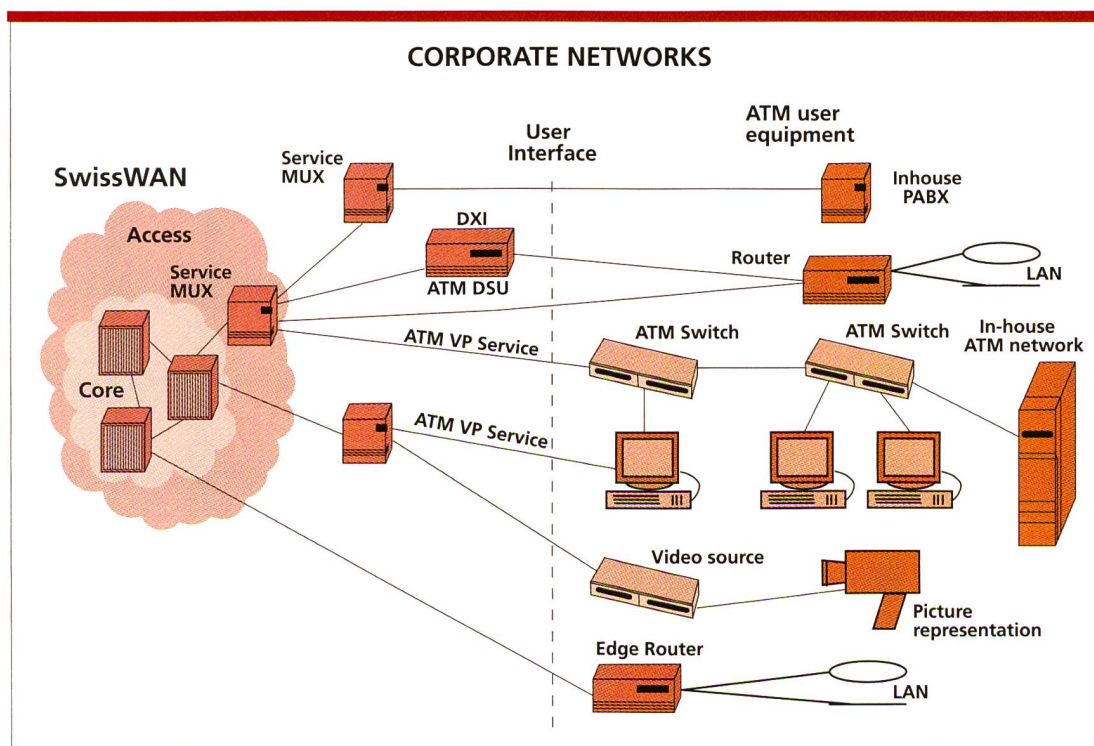 CORPORATE NETWORKS
ATM user
equipment
User
Interface
Service
MUX
SwissWAN
Inhouse
PABX
DXI
Access
Router
Service
MUX
ATM DSU
LAN
ATM VP Service
ATM Switch
ATM Switch
In-house
ATM network
Core
ATM VP Service
Video source
Picture
representation
Edge Router
LAN